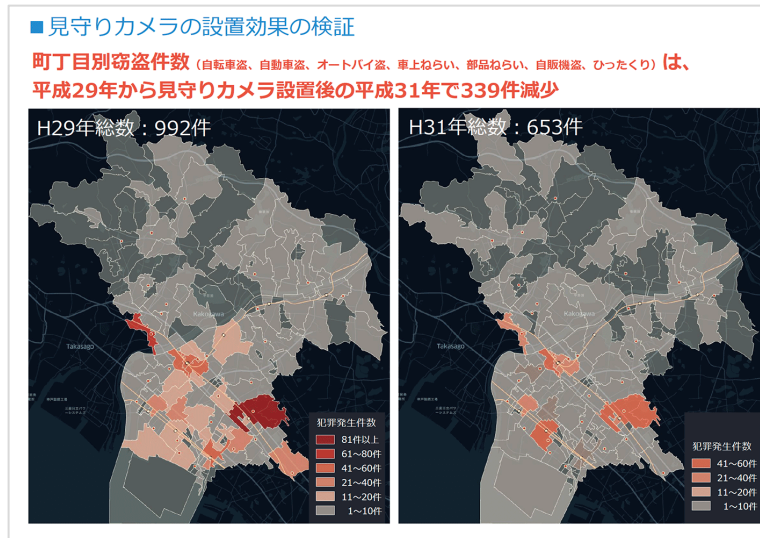 ■見守りカメラの設置効果の検証
町丁目別窃盗件数（自転車盗、自動車盗、オートバイ盗、車上ねらい、部品ねらい、自販機盗、ひったくり）は、
平成29年から見守りカメラ設置後の平成31年で339件減少
H29年総数：992件
Kakogawa
Takasago
犯罪発生件数
81件以上
61～80件
41～60件
21～40件
11～20件
1～10件
H31年総数：653件
Kakogawa
Takasago
犯罪発生件数
41～60件
21～40件
11～20件
1～10件